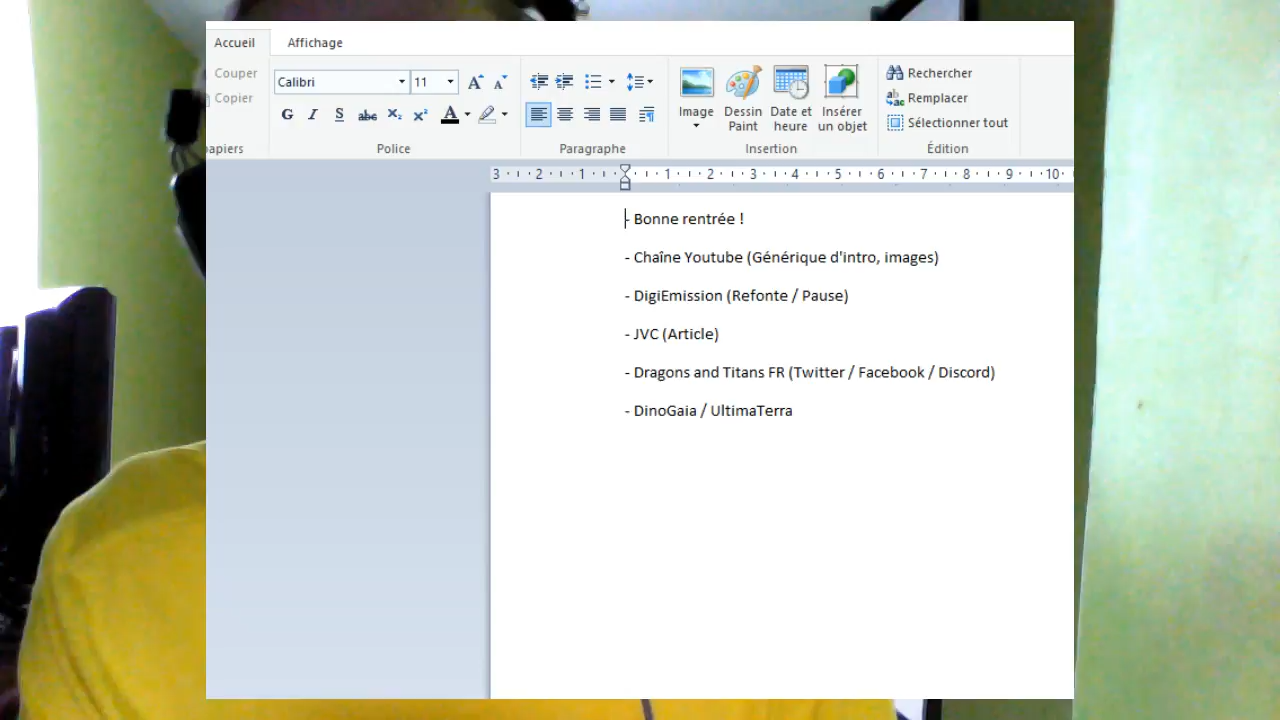 Accueil Affichage
Couper
Copier
Calibri 11
G I S abc X₂ X² A
apiers Police Paragraphe
Image
Dessin Paint
Date et heure
Insérer un objet
Insertion
Rechercher
Remplacer
Sélectionner tout
Édition
3 2 1 1 2 3 4 5 6 7 8 9 10
- Bonne rentrée !
- Chaîne Youtube (Générique d'intro, images)
- DigiEmission (Refonte / Pause)
- JVC (Article)
- Dragons and Titans FR (Twitter / Facebook / Discord)
- DinoGaia / UltimaTerra